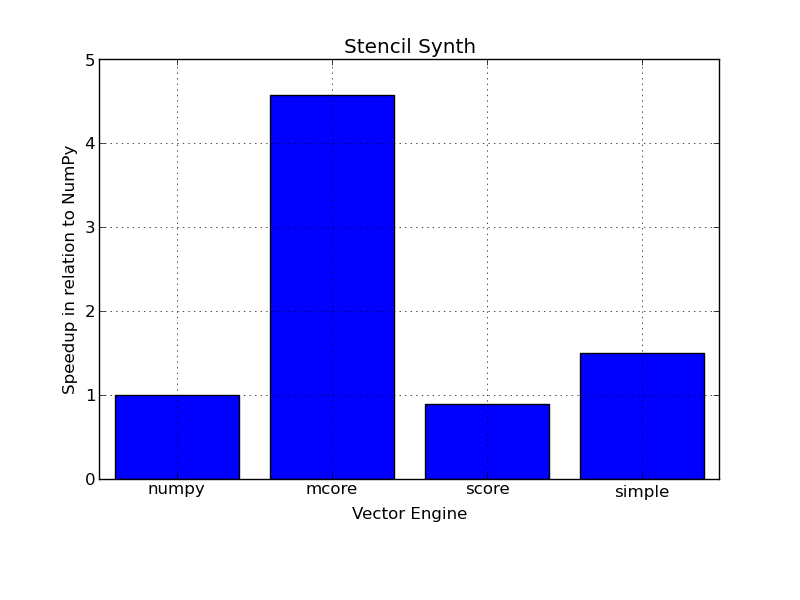 Stencil Synth
Speedup in relation to NumPy
5
4
3
2
1
0
numpy mcore score simple
Vector Engine